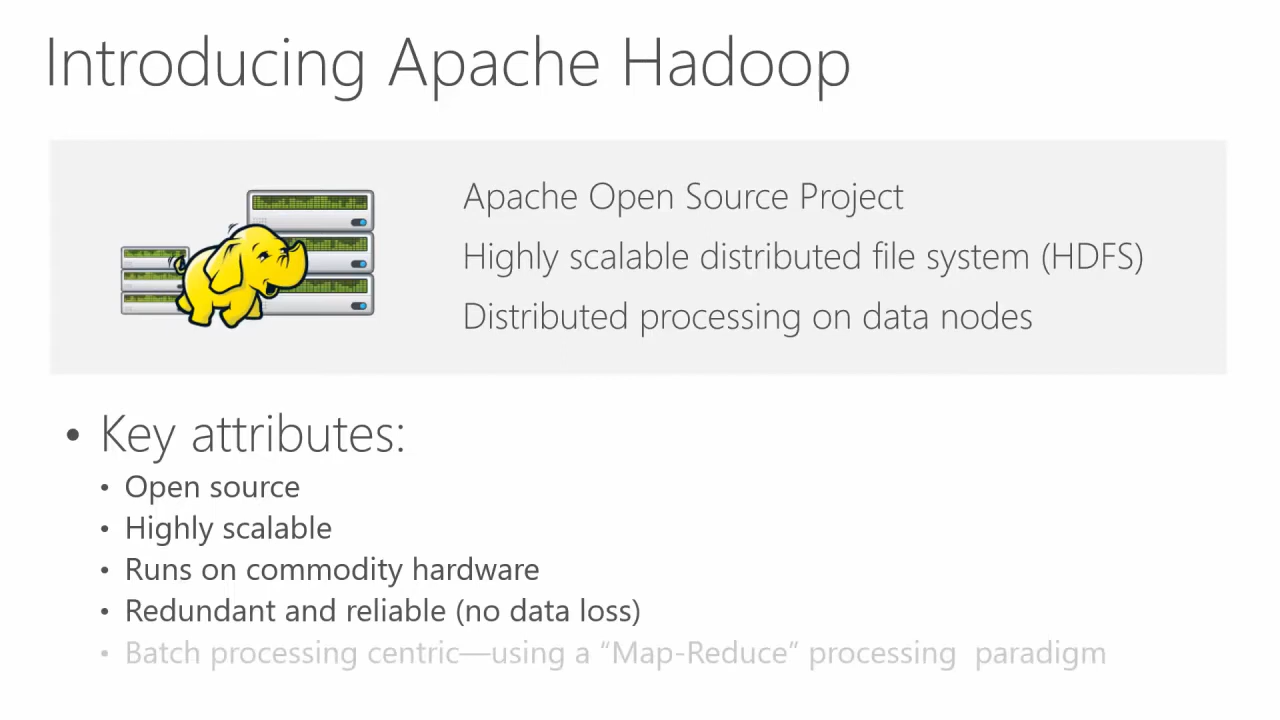 Introducing Apache Hadoop
Apache Open Source Project
Highly scalable distributed file system (HDFS)
Distributed processing on data nodes
• Key attributes:
• Open source
• Highly scalable
• Runs on commodity hardware
• Redundant and reliable (no data loss)
• Batch processing centric—using a “Map-Reduce” processing paradigm